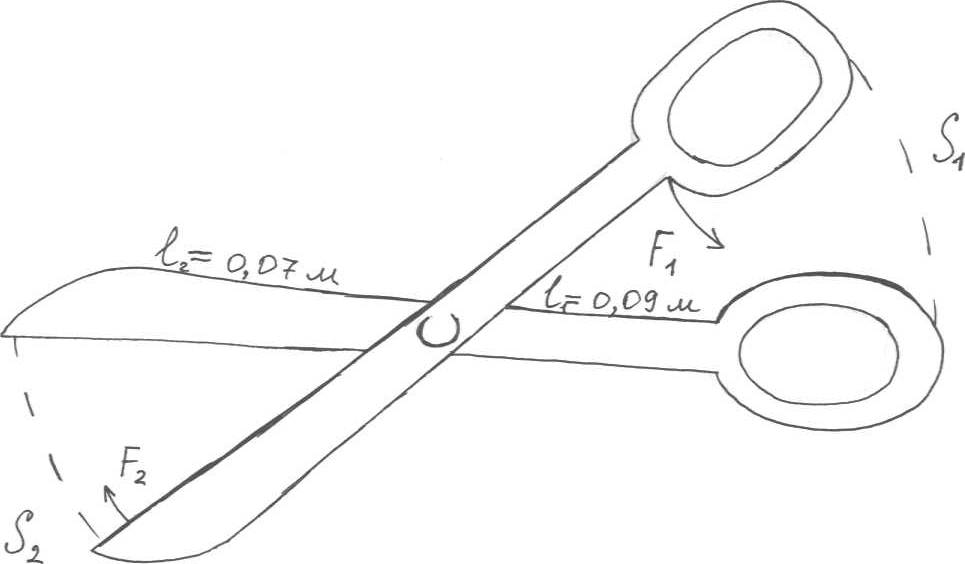 S₁
l₂ = 0,07 м
F₁
l₁ = 0,09 м
F₂
S₂